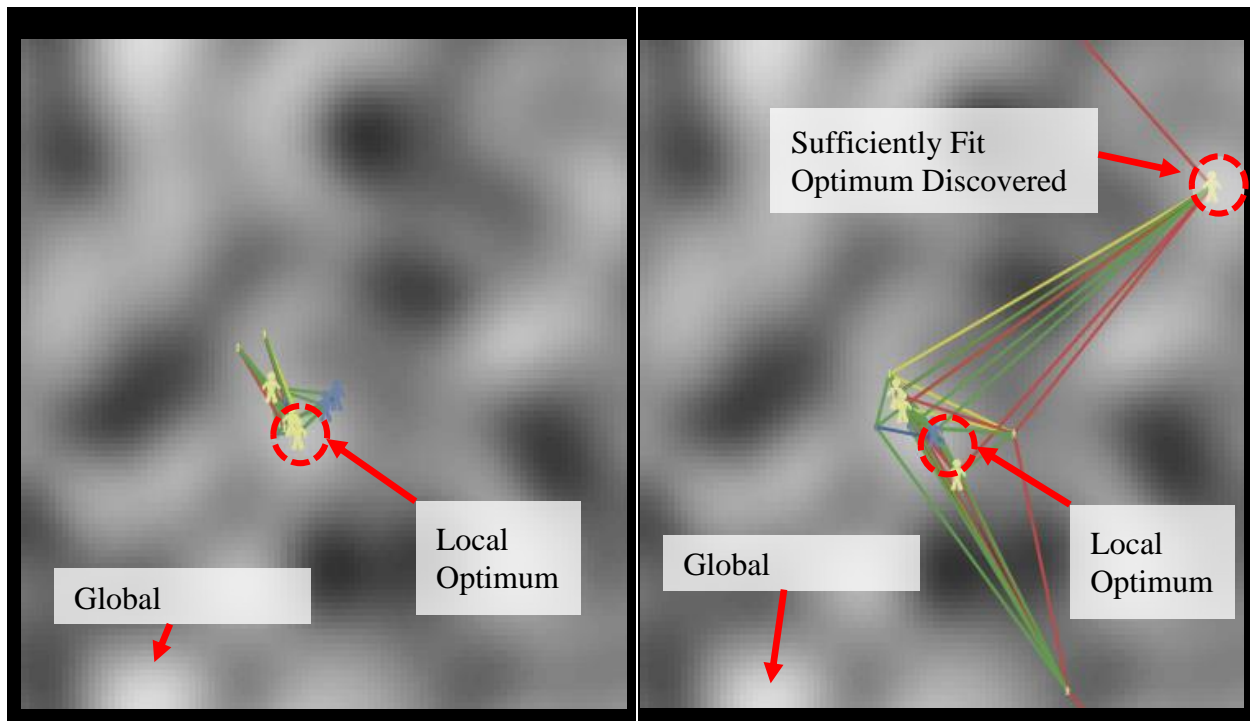 Local
Optimum
Global
Sufficiently Fit
Optimum Discovered
Local
Optimum
Global